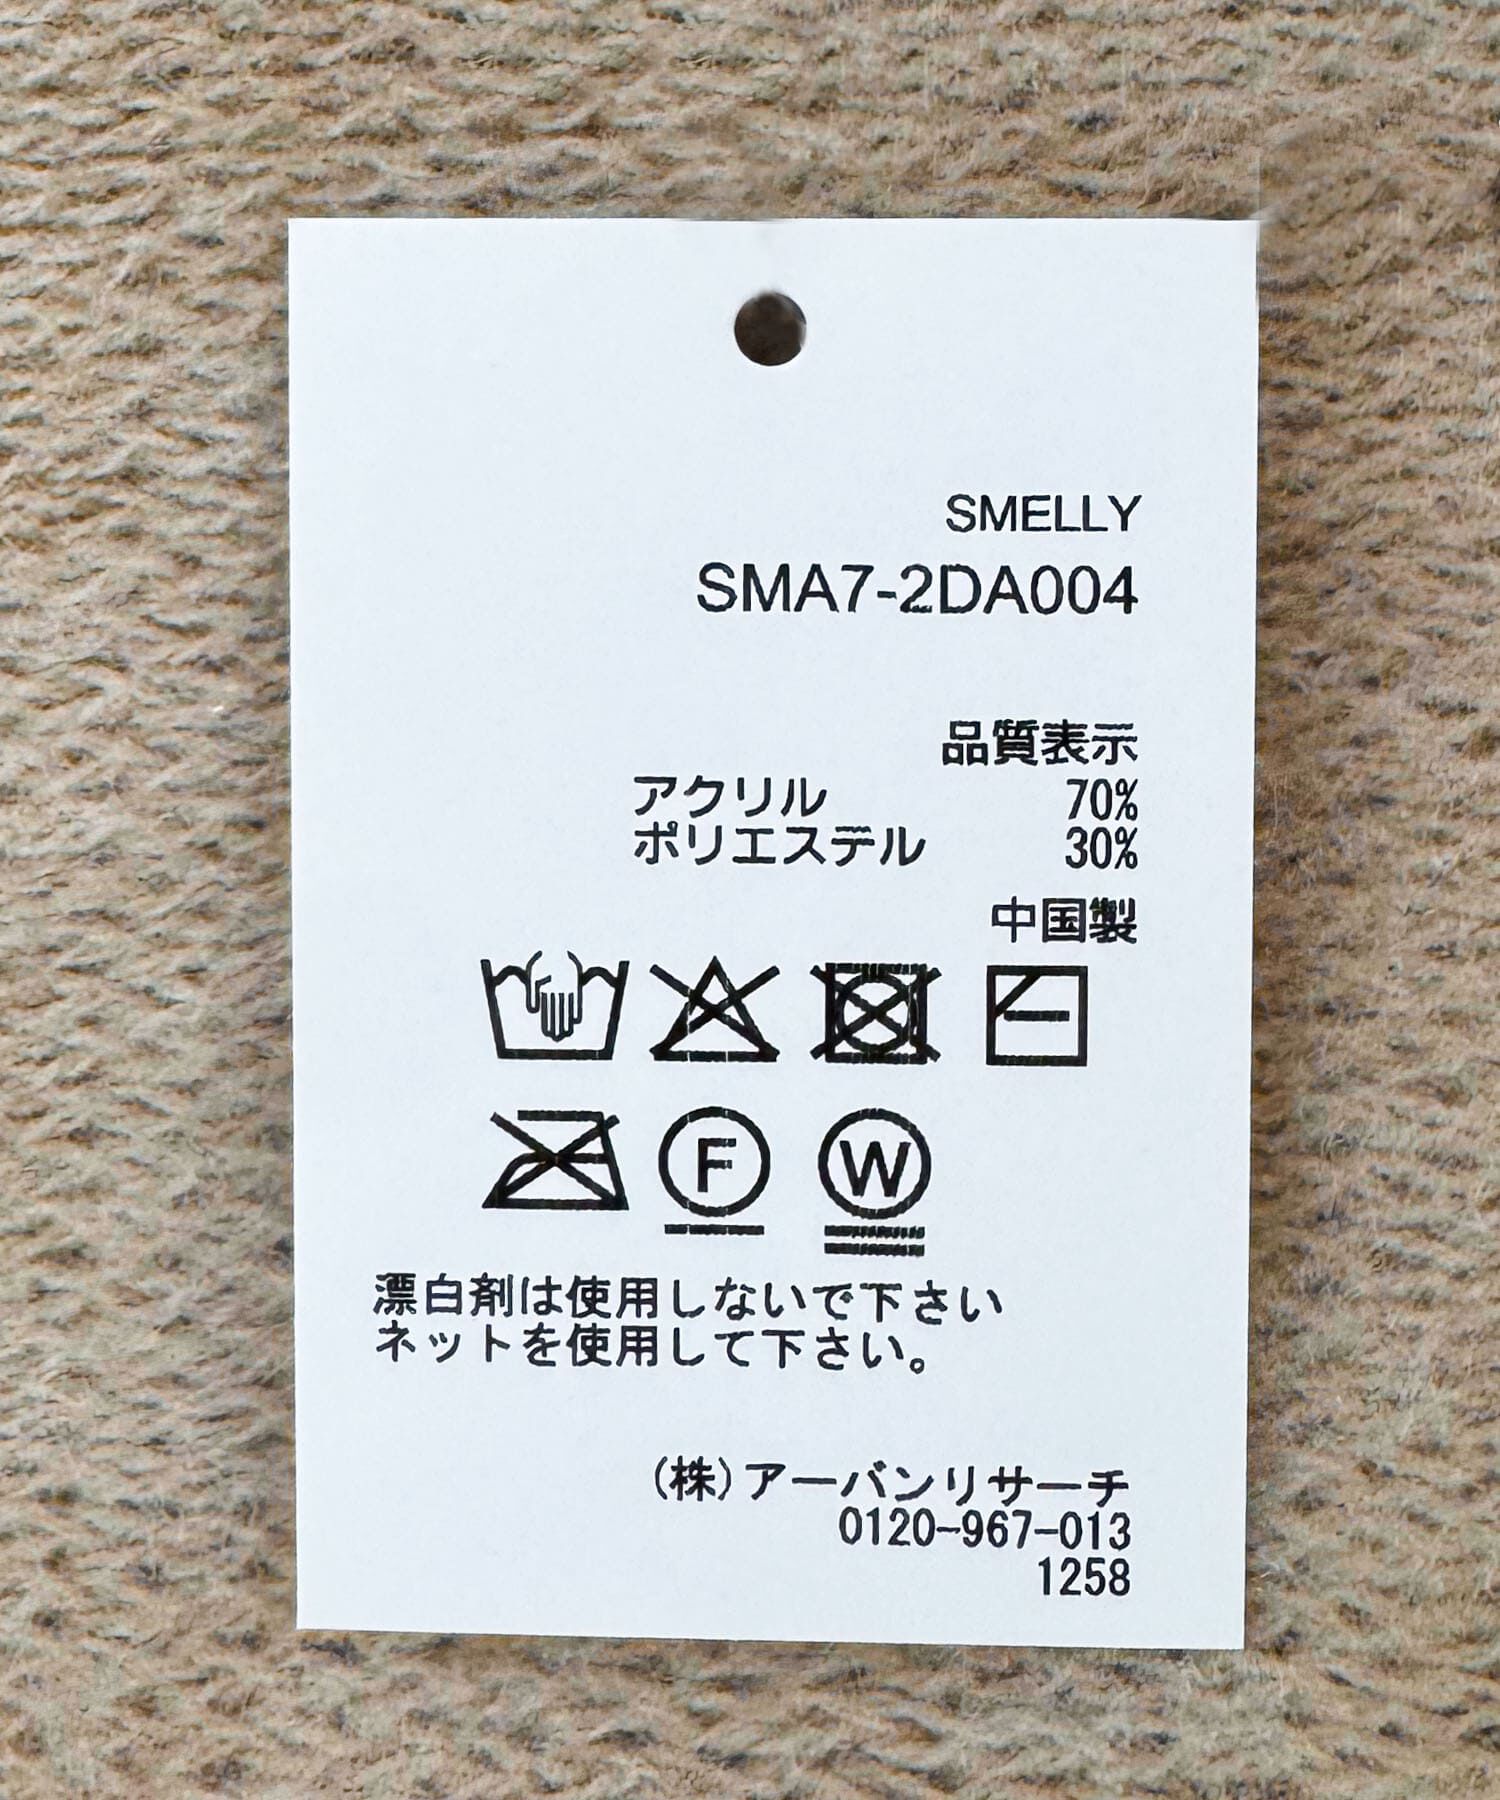 SMELLY
SMA7-2DA004
品質表示
アクリル 70%
ポリエステル 30%
中国製
F W
漂白剤は使用しないで下さい
ネットを使用して下さい。
(株)アーバンリサーチ
0120-967-013
1258